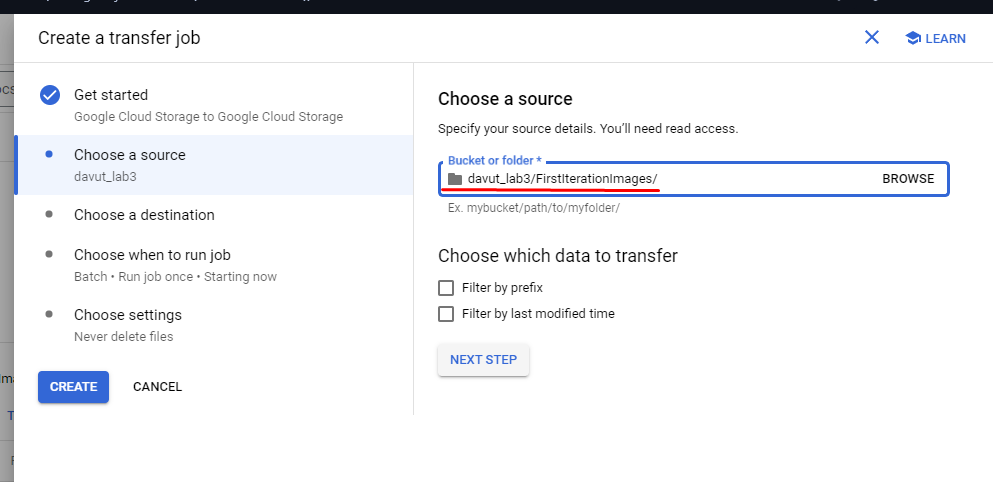 Create a transfer job
LEARN
Get started
Google Cloud Storage to Google Cloud Storage
Choose a source
davut_lab3
Choose a destination
Choose when to run job
Batch • Run job once • Starting now
Choose settings
Never delete files
CREATE
CANCEL
Choose a source
Specify your source details. You’ll need read access.
Bucket or folder *
davut_lab3/FirstIterationImages/
BROWSE
Ex. mybucket/path/to/myfolder/
Choose which data to transfer
Filter by prefix
Filter by last modified time
NEXT STEP